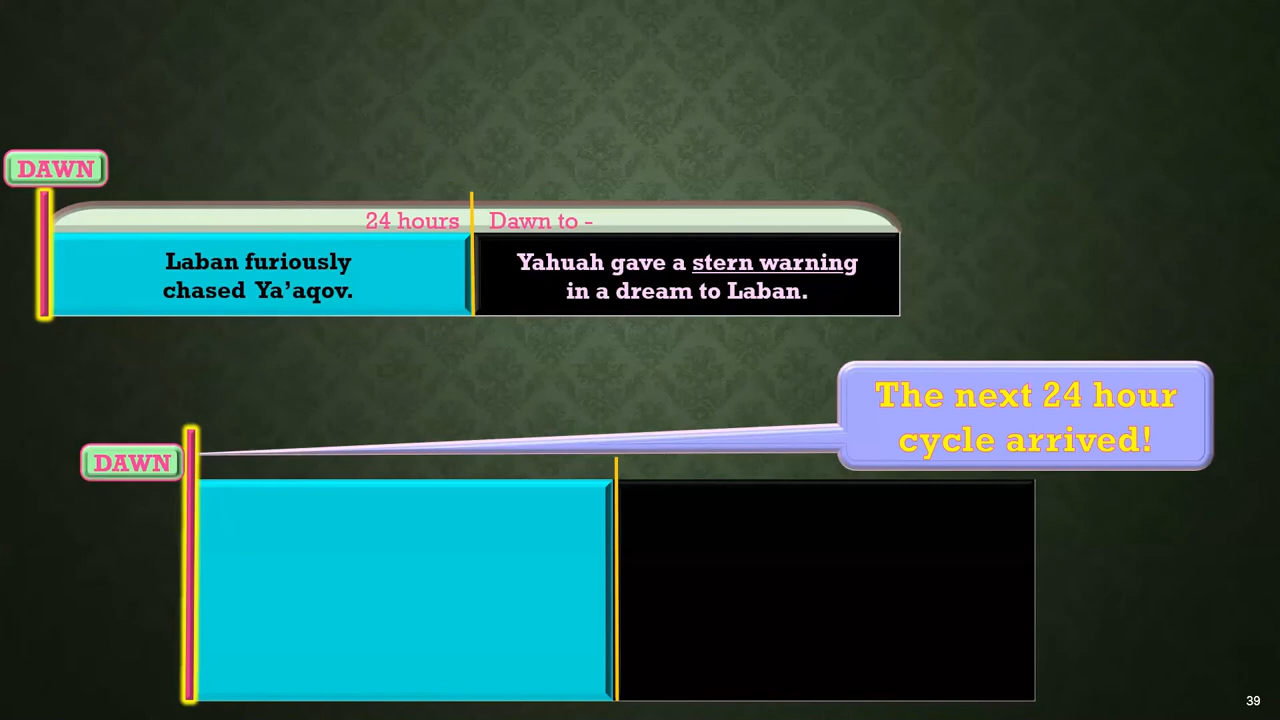 DAWN
24 hours Dawn to -
Laban furiously
chased Ya’aqov.
Yahuah gave a stern warning
in a dream to Laban.
The next 24 hour
cycle arrived!
DAWN
39